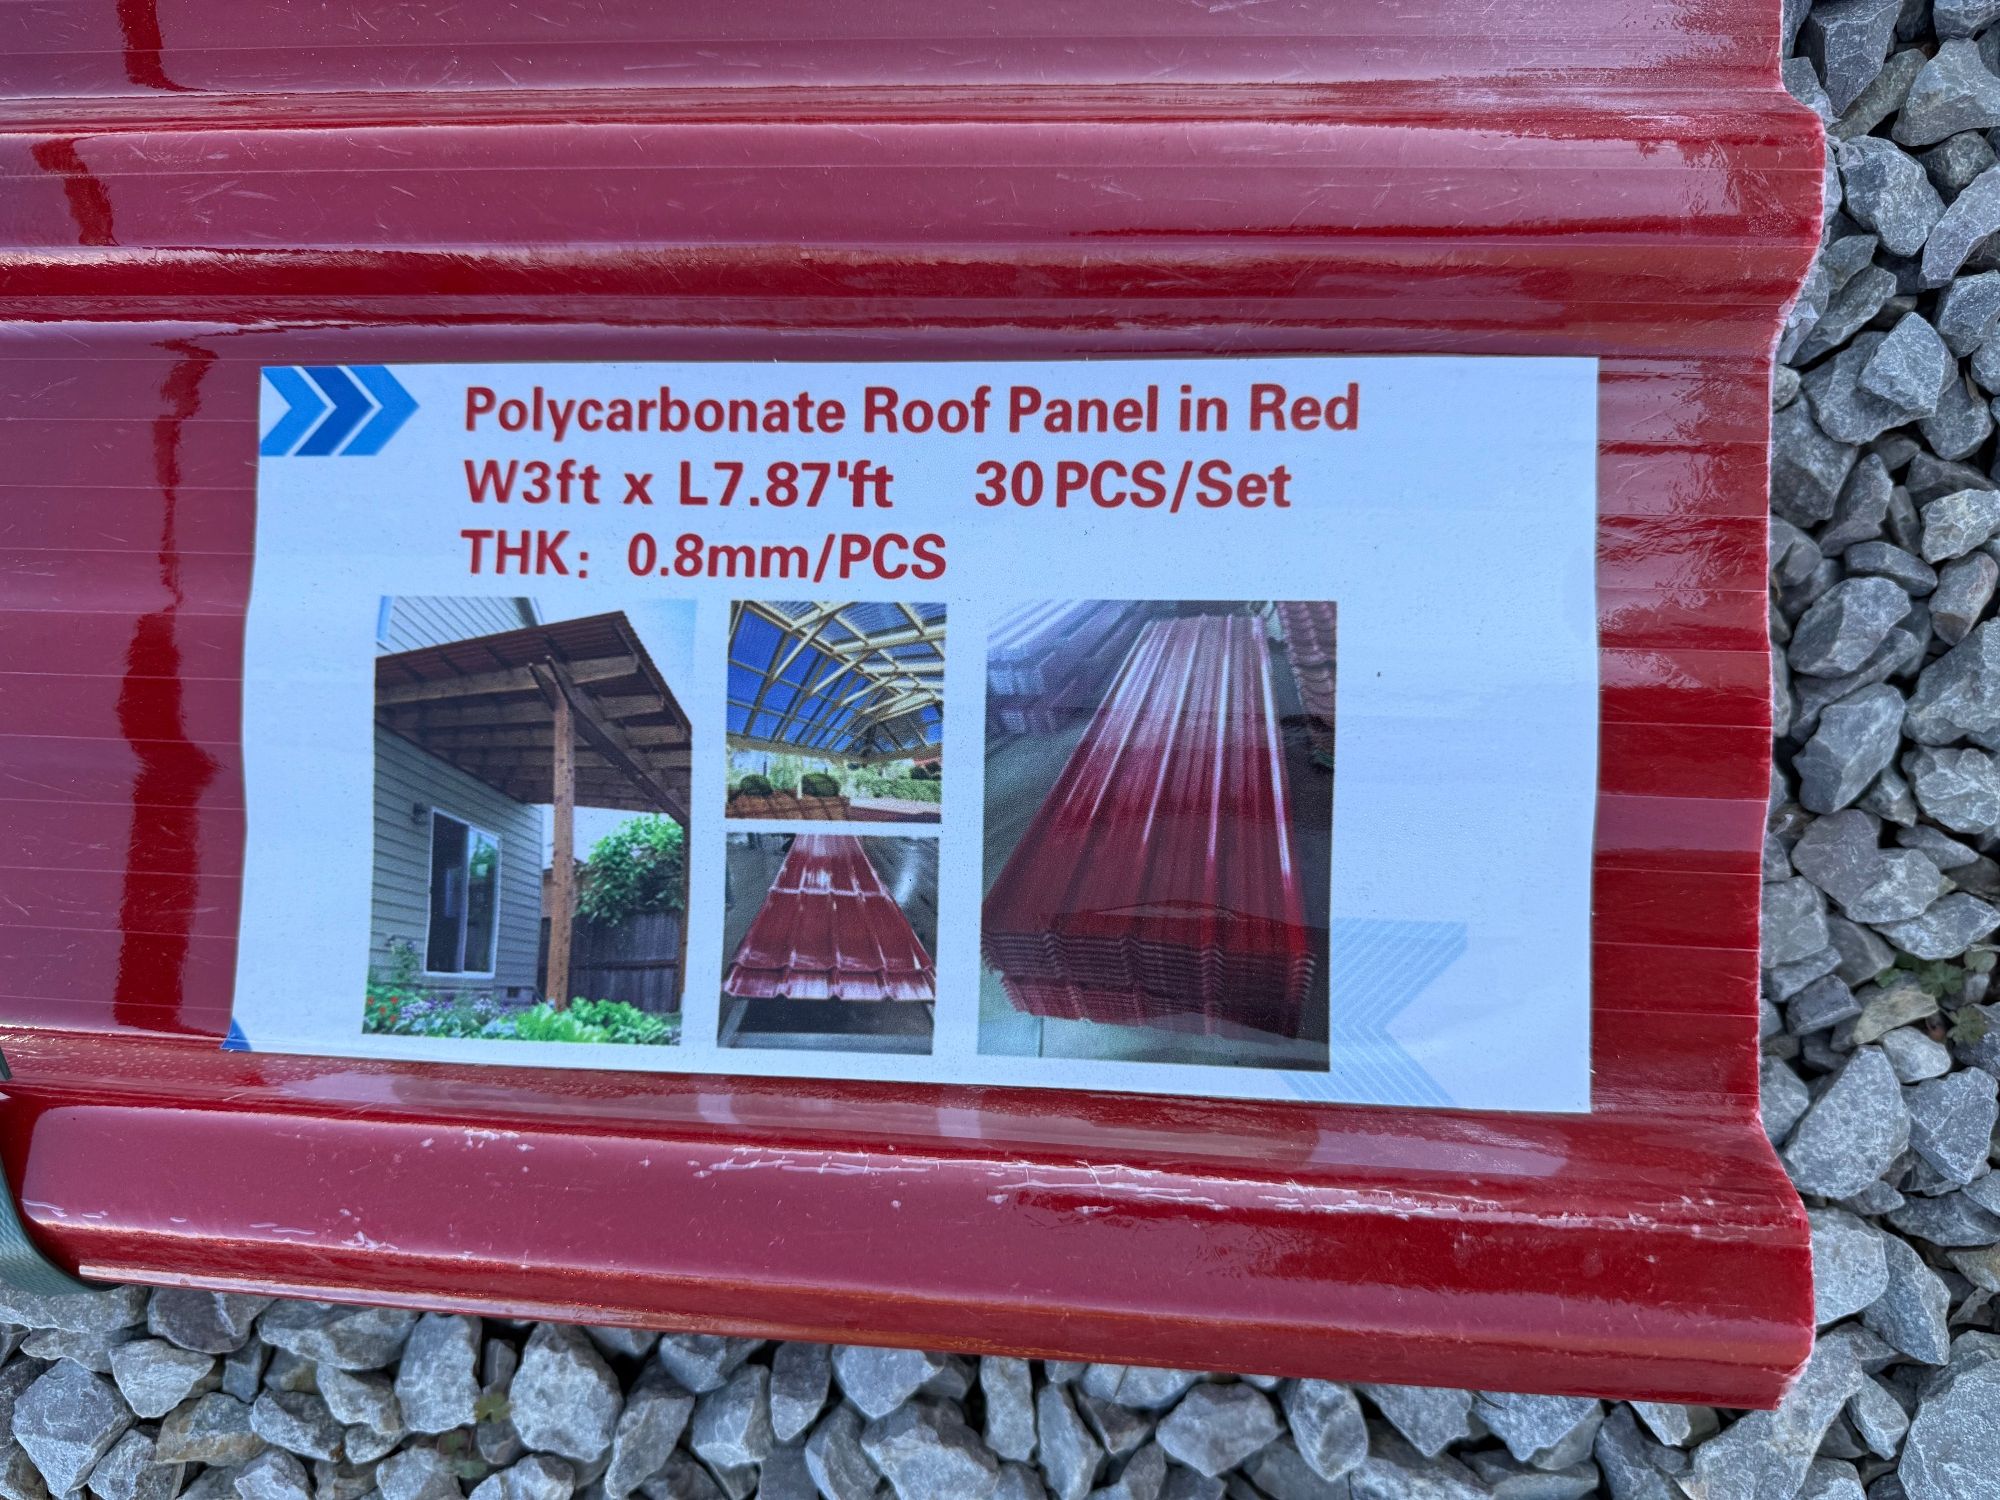 Polycarbonate Roof Panel in Red
W3ft x L7.87'ft 30PCS/Set
THK: 0.8mm/PCS